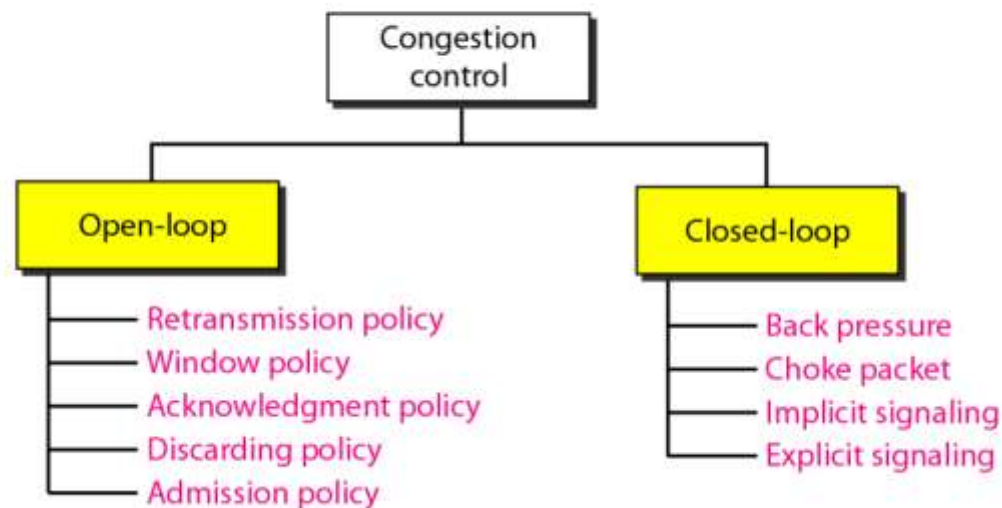 Congestion
control
Open-loop
Retransmission policy
Window policy
Acknowledgment policy
Discarding policy
Admission policy
Closed-loop
Back pressure
Choke packet
Implicit signaling
Explicit signaling